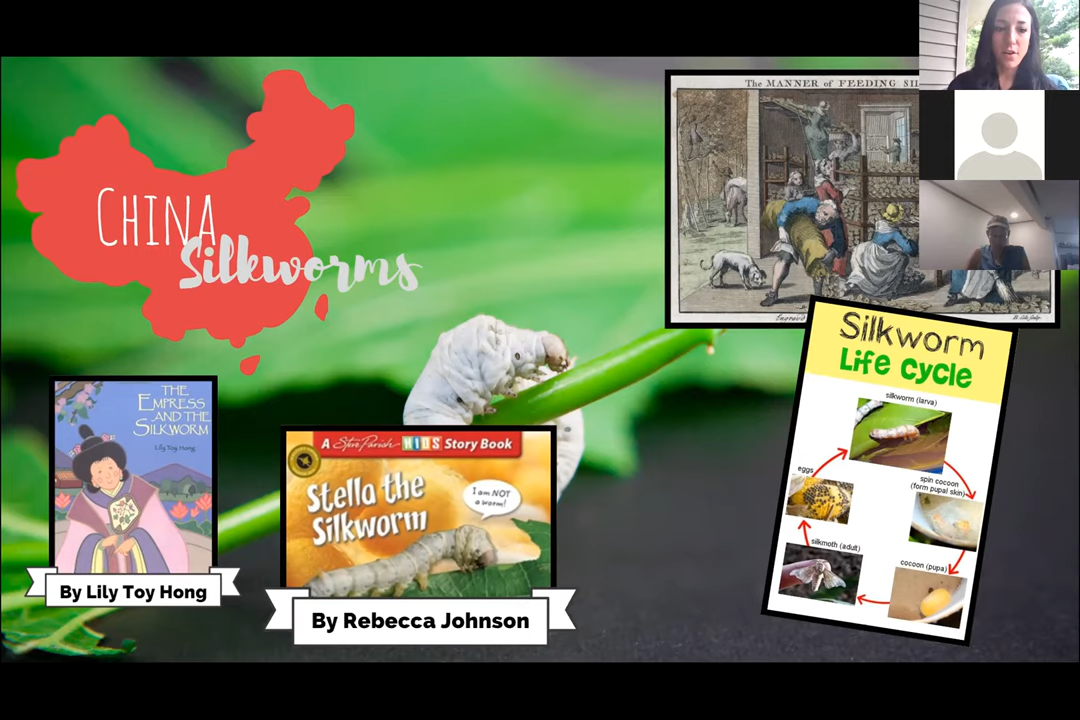 The MANNER of FEEDING
CHINA
Silkworms
Silkworm
Life Cycle
silkworm (larva)
eggs
spin cocoon
(form pupal skin)
silkmoth (adult)
cocoon (pupa)
THE
EMPRESS
AND THE
SILKWORM
Lily Toy Hong
By Lily Toy Hong
A Steve Parish KIDS Story Book
Stella the
Silkworm
I am NOT
a worm!
By Rebecca Johnson